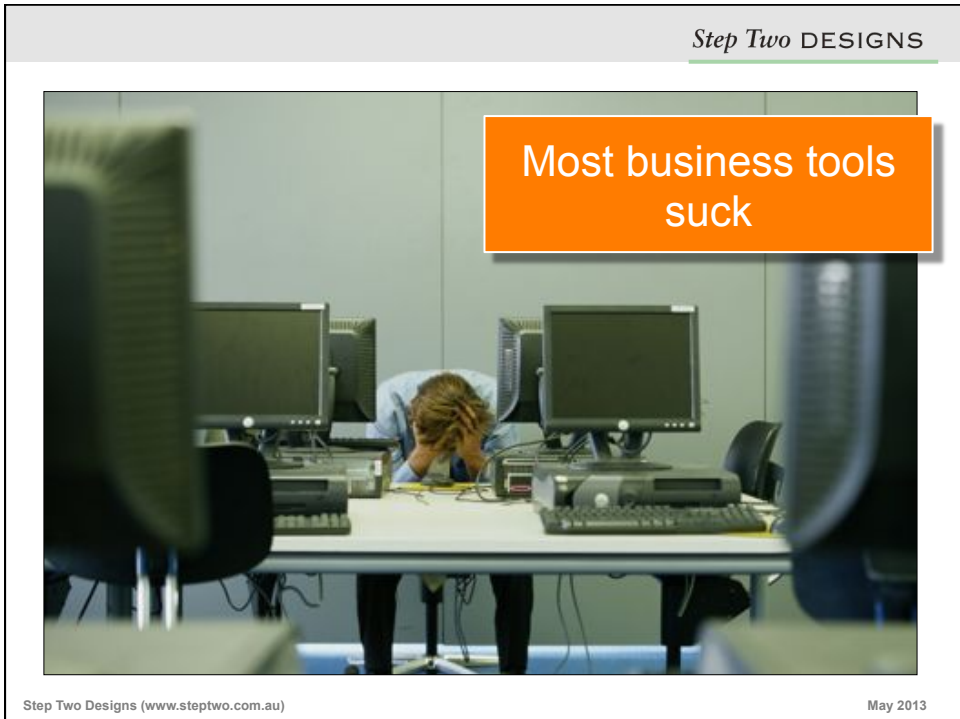 Step Two DESIGNS
Most business tools
suck
Step Two Designs (www.steptwo.com.au)
May 2013